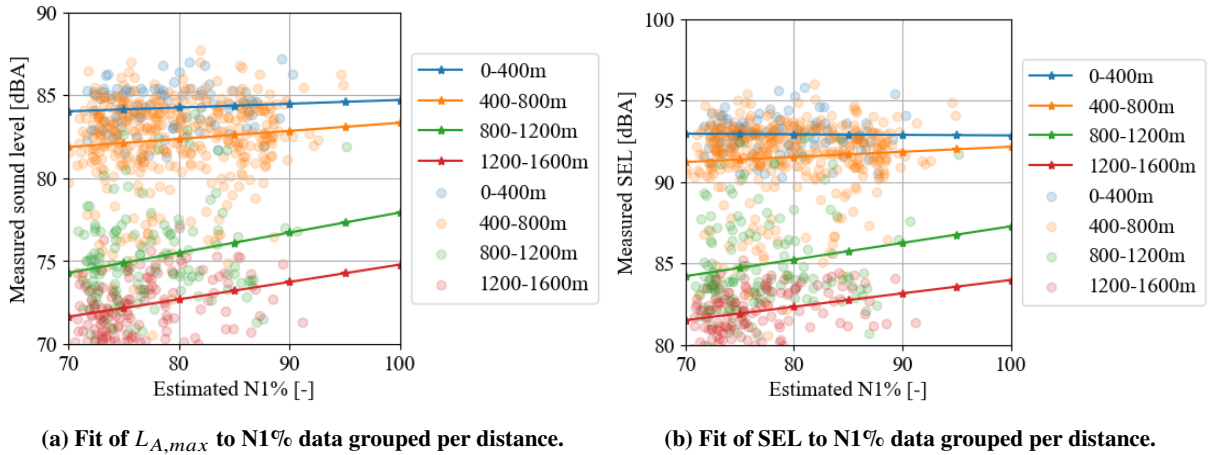 90
85
80
75
70
70
80
90
100
Measured sound level [dBA]
Estimated N1% [-]
0-400m
400-800m
800-1200m
1200-1600m
0-400m
400-800m
800-1200m
1200-1600m
(a) Fit of L_{A,max} to N1% data grouped per distance.
100
95
90
85
80
70
80
90
100
Measured SEL [dBA]
Estimated N1% [-]
0-400m
400-800m
800-1200m
1200-1600m
0-400m
400-800m
800-1200m
1200-1600m
(b) Fit of SEL to N1% data grouped per distance.